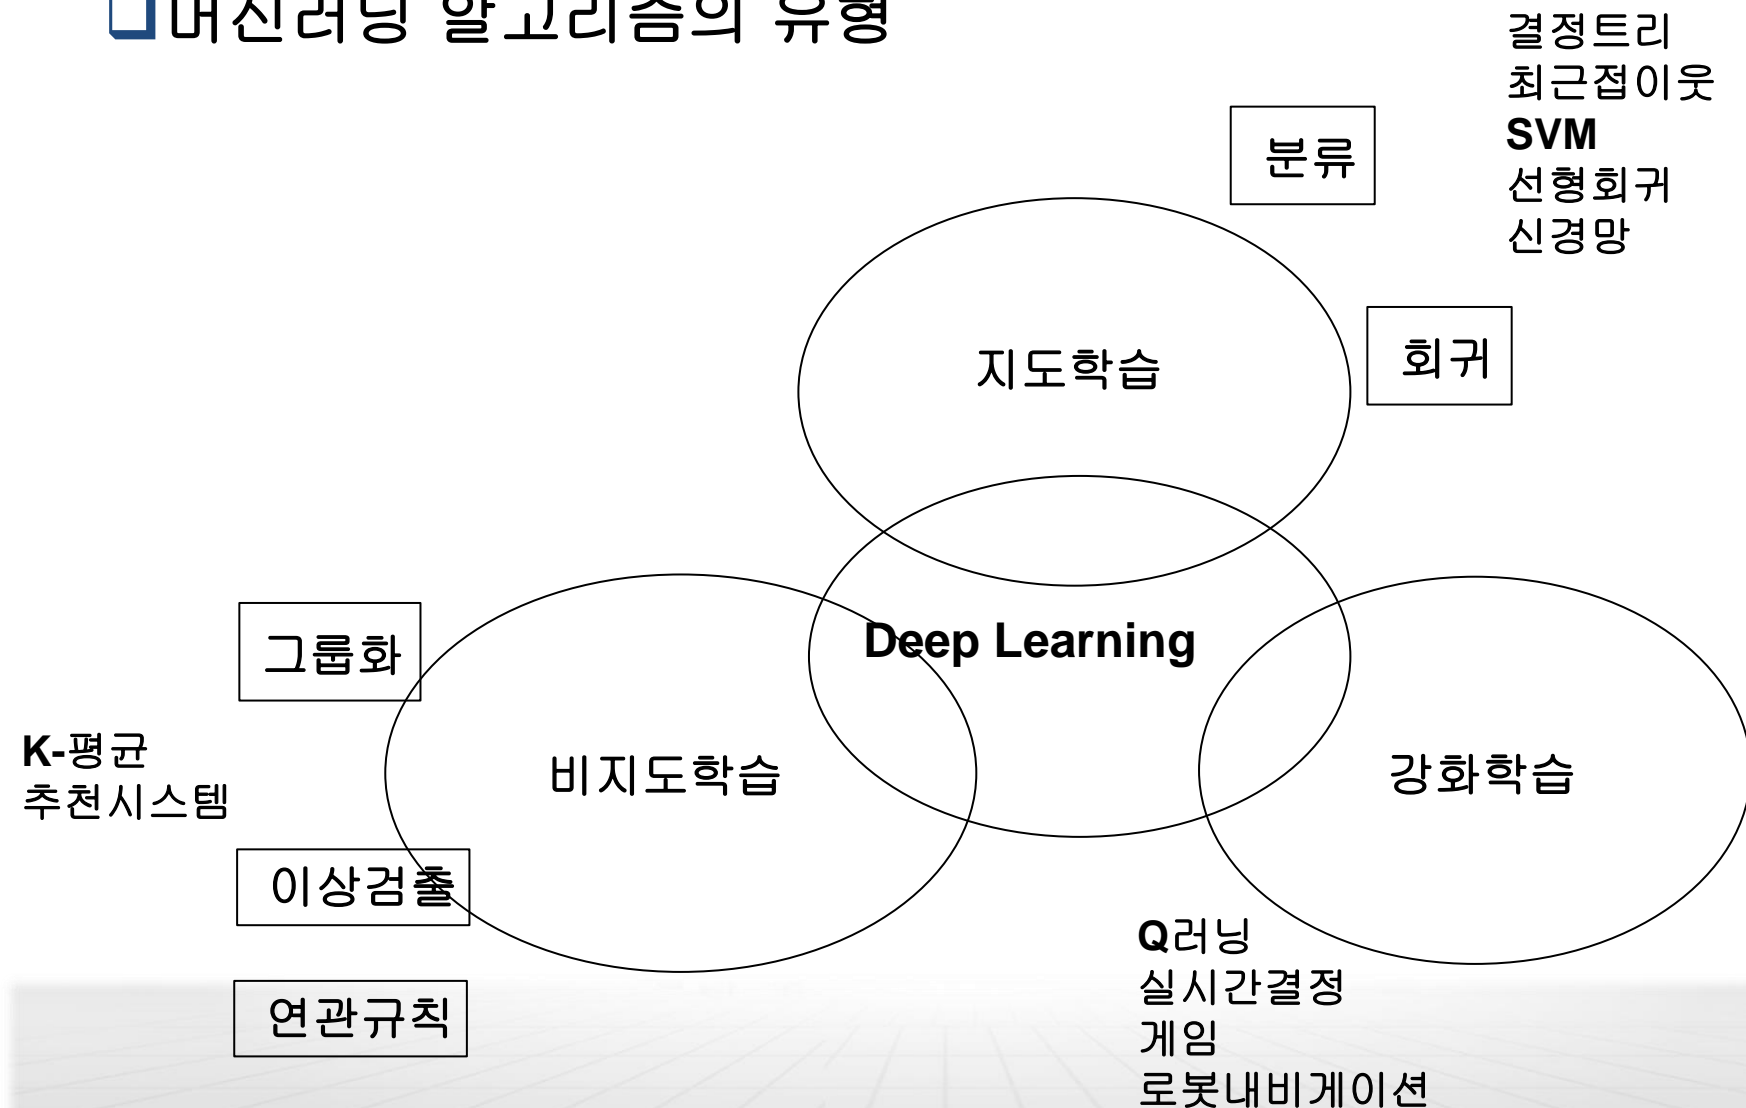 머신러닝 알고리즘의 유형
결정트리
최근접이웃
SVM
선형회귀
신경망
분류
회귀
지도학습
Deep Learning
그룹화
K-평균
추천시스템
비지도학습
강화학습
이상검출
연관규칙
Q러닝
실시간결정
게임
로봇내비게이션